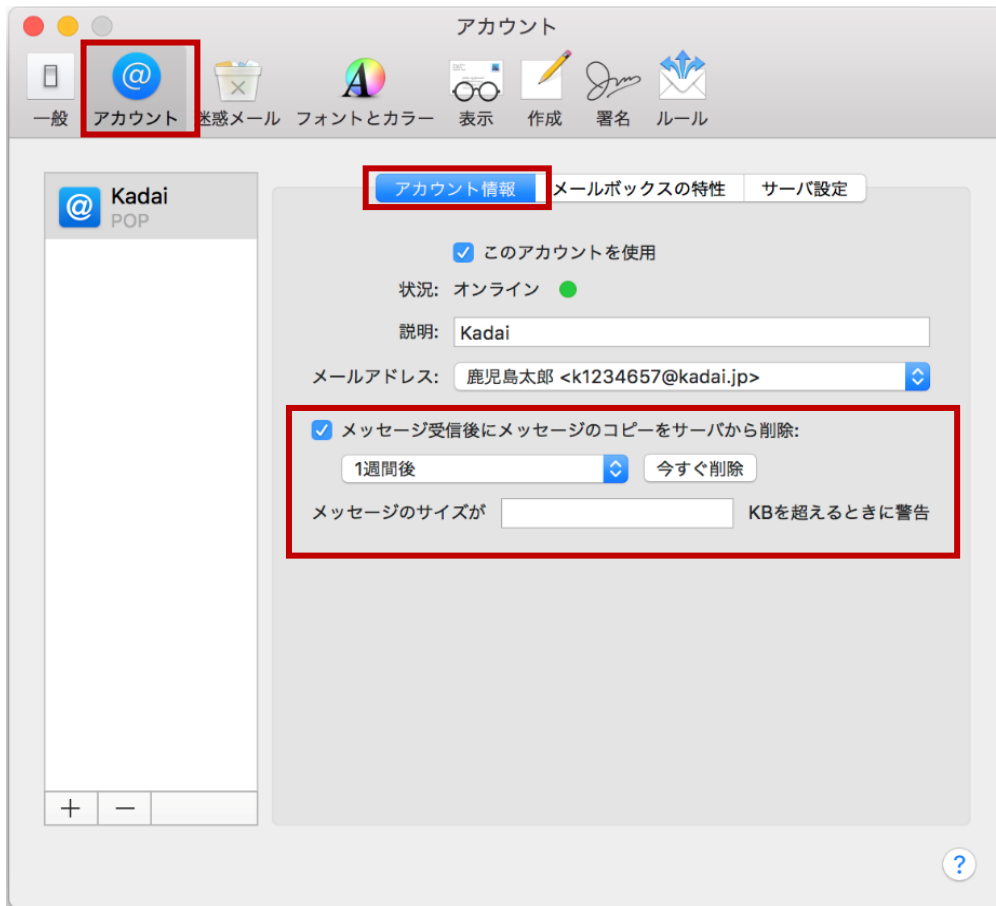 アカウント
一般 アカウント 迷惑メール フォントとカラー 表示 作成 署名 ルール
Kadai
POP
アカウント情報 メールボックスの特性 サーバ設定
このアカウントを使用
状況: オンライン
説明: Kadai
メールアドレス: 鹿児島太郎 <k1234657@kadai.jp>
メッセージ受信後にメッセージのコピーをサーバから削除:
1週間後 今すぐ削除
メッセージのサイズが KBを超えるときに警告
+ −
?